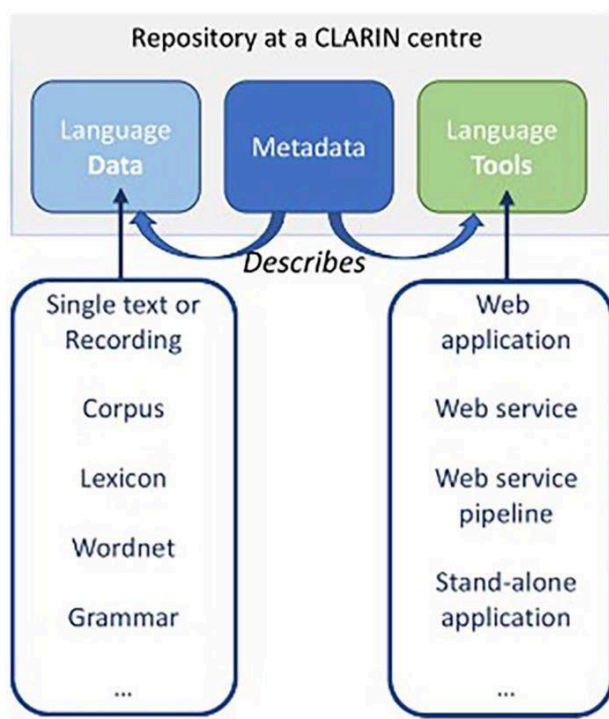 Repository at a CLARIN centre
Language
Data
Metadata
Language
Tools
Describes
Single text or
Recording
Corpus
Lexicon
Wordnet
Grammar
...
Web
application
Web service
Web service
pipeline
Stand-alone
application
...